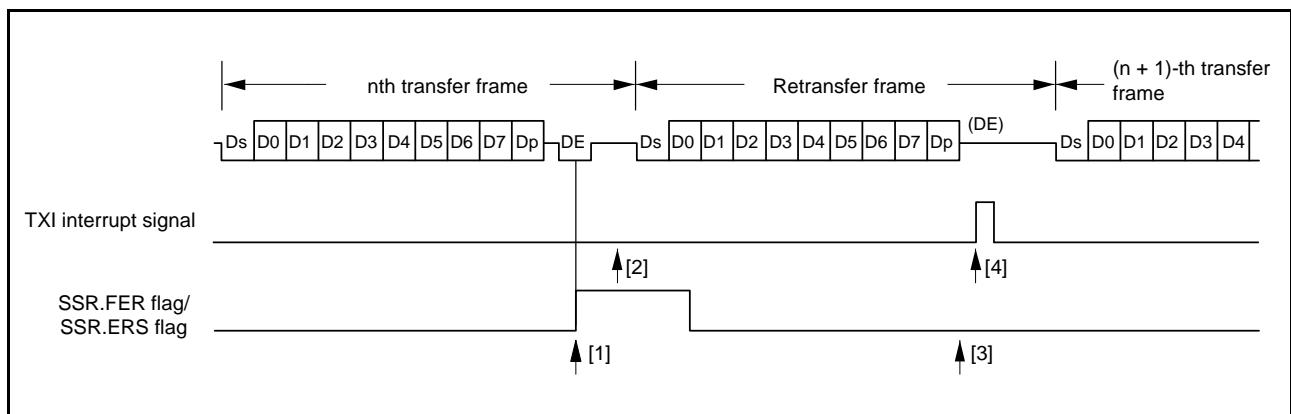 nth transfer frame
Retransfer frame
(n + 1)-th transfer
frame
(DE)
Ds D0 D1 D2 D3 D4 D5 D6 D7 Dp DE Ds D0 D1 D2 D3 D4 D5 D6 D7 Dp Ds D0 D1 D2 D3 D4
TXI interrupt signal
[2]
[4]
SSR.FER flag/
SSR.ERS flag
[1]
[3]